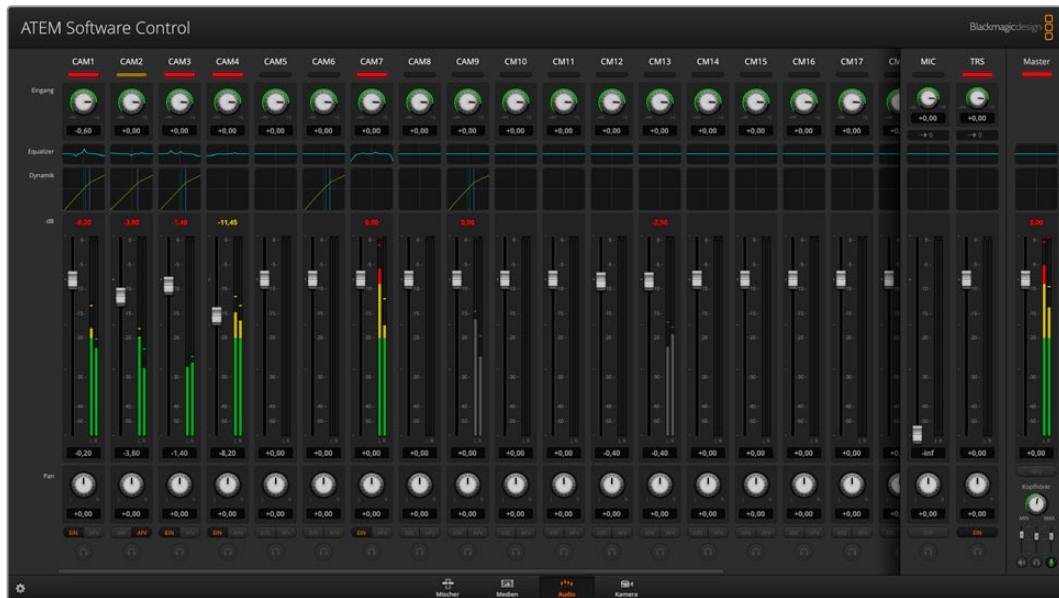 ATEM Software Control
Blackmagicdesign
CAM1 CAM2 CAM3 CAM4 CAM5 CAM6 CAM7 CAM8 CAM9 CM10 CM11 CM12 CM13 CM14 CM15 CM16 CM17 MIC TRS Master
Eingang
-0,60 +0,00 +0,00 +0,00 +0,00 +0,00 +0,00 +0,00 +0,00 +0,00 +0,00 +0,00 +0,00 +0,00 +0,00 +0,00 +0,00 +0,00 +0,00
Equalizer
Dynamik
dB -0,20 -3,80 -1,40 -11,45 0,00 0,00 -2,50 0,00
-0,20 -3,80 -1,40 -8,20 +0,00 +0,00 +0,00 +0,00 +0,00 +0,00 +0,00 -0,40 -0,40 +0,00 +0,00 +0,00 +0,00 -inf +0,00 +0,00
Pan
Kopfhörer
MIN MAX
+0,00 +0,00 +0,00 +0,00 +0,00 +0,00 +0,00 +0,00 +0,00 +0,00 +0,00 +0,00 +0,00 +0,00 +0,00 +0,00 +0,00 +0,00 +0,00
EIN AFV EIN EIN EIN EIN
Mischer Medien Audio Kamera